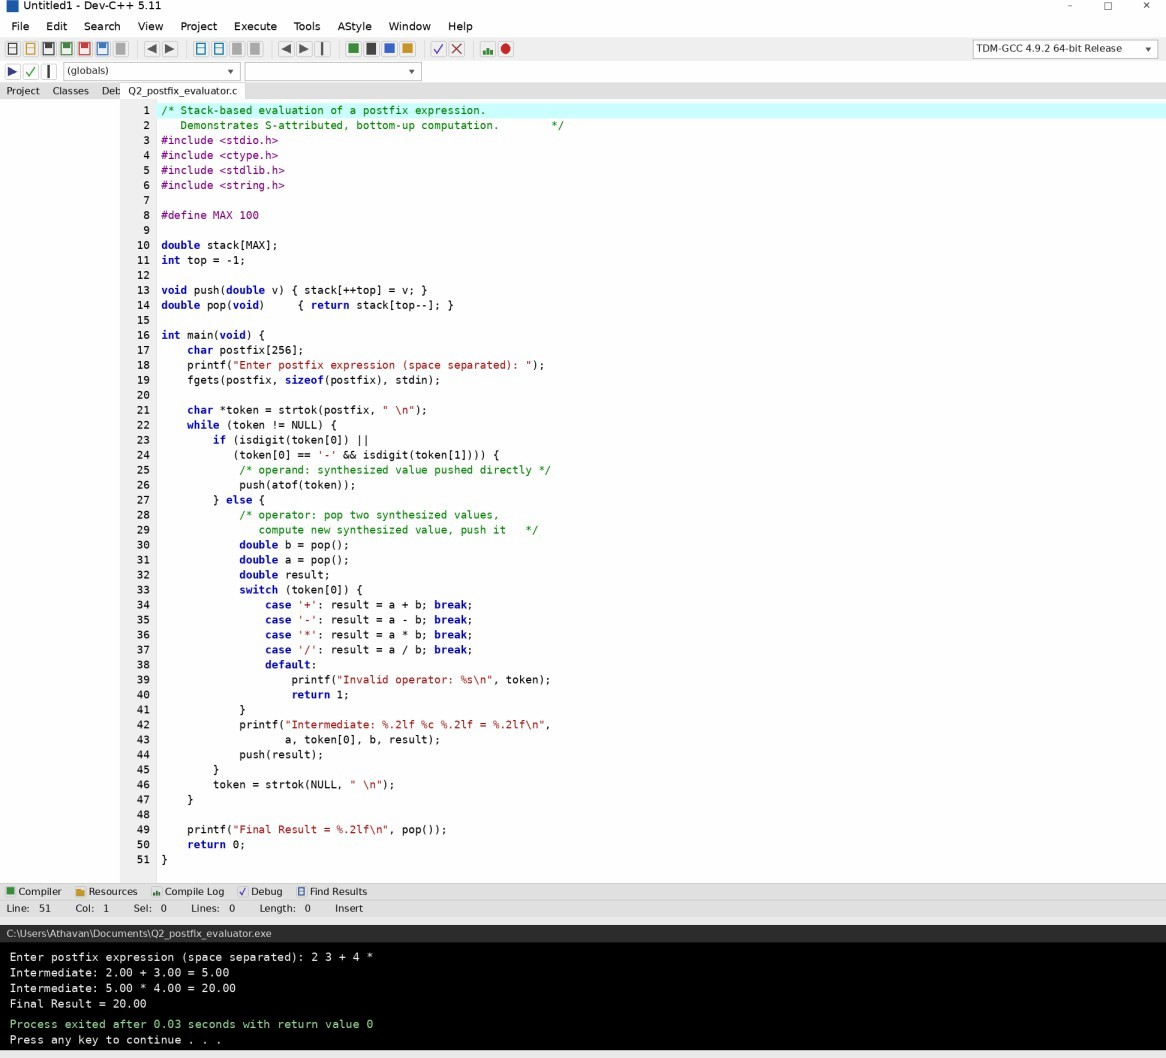 Untitled1 - Dev-C++ 5.11
File Edit Search View Project Execute Tools AStyle Window Help
TDM-GCC 4.9.2 64-bit Release
(globals)
Project Classes Deb Q2_postfix_evaluator.c
1 /* Stack-based evaluation of a postfix expression.
2    Demonstrates S-attributed, bottom-up computation.        */
3 #include <stdio.h>
4 #include <ctype.h>
5 #include <stdlib.h>
6 #include <string.h>
7
8 #define MAX 100
9
10 double stack[MAX];
11 int top = -1;
12
13 void push(double v) { stack[++top] = v; }
14 double pop(void)     { return stack[top--]; }
15
16 int main(void) {
17     char postfix[256];
18     printf("Enter postfix expression (space separated): ");
19     fgets(postfix, sizeof(postfix), stdin);
20
21     char *token = strtok(postfix, " \n");
22     while (token != NULL) {
23         if (isdigit(token[0]) ||
24            (token[0] == '-' && isdigit(token[1]))) {
25             /* operand: synthesized value pushed directly */
26             push(atof(token));
27         } else {
28             /* operator: pop two synthesized values,
29                compute new synthesized value, push it   */
30             double b = pop();
31             double a = pop();
32             double result;
33             switch (token[0]) {
34                 case '+': result = a + b; break;
35                 case '-': result = a - b; break;
36                 case '*': result = a * b; break;
37                 case '/': result = a / b; break;
38                 default:
39                     printf("Invalid operator: %s\n", token);
40                     return 1;
41             }
42             printf("Intermediate: %.2lf %c %.2lf = %.2lf\n",
43                    a, token[0], b, result);
44             push(result);
45         }
46         token = strtok(NULL, " \n");
47     }
48
49     printf("Final Result = %.2lf\n", pop());
50     return 0;
51 }
Compiler Resources Compile Log Debug Find Results
Line: 51 Col: 1 Sel: 0 Lines: 0 Length: 0 Insert
C:\Users\Athavan\Documents\Q2_postfix_evaluator.exe
Enter postfix expression (space separated): 2 3 + 4 *
Intermediate: 2.00 + 3.00 = 5.00
Intermediate: 5.00 * 4.00 = 20.00
Final Result = 20.00
Process exited after 0.03 seconds with return value 0
Press any key to continue . . .